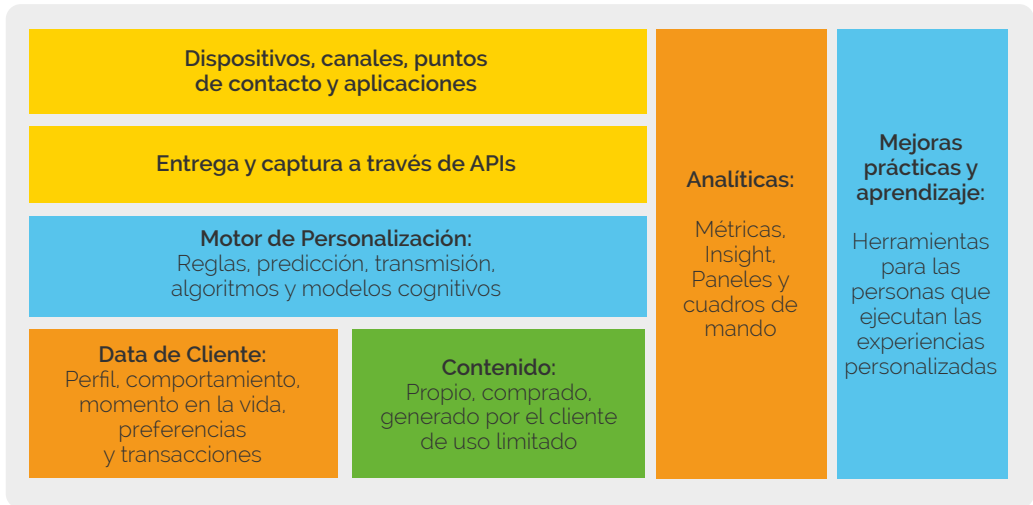 Dispositivos, canales, puntos
de contacto y aplicaciones
Entrega y captura a través de APIs
Motor de Personalización:
Reglas, predicción, transmisión,
algoritmos y modelos cognitivos
Data de Cliente:
Perfil, comportamiento,
momento en la vida,
preferencias
y transacciones
Contenido:
Propio, comprado,
generado por el cliente
de uso limitado
Analíticas:
Métricas,
Insight,
Paneles y
cuadros de
mando
Mejoras
prácticas y
aprendizaje:
Herramientas
para las
personas que
ejecutan las
experiencias
personalizadas